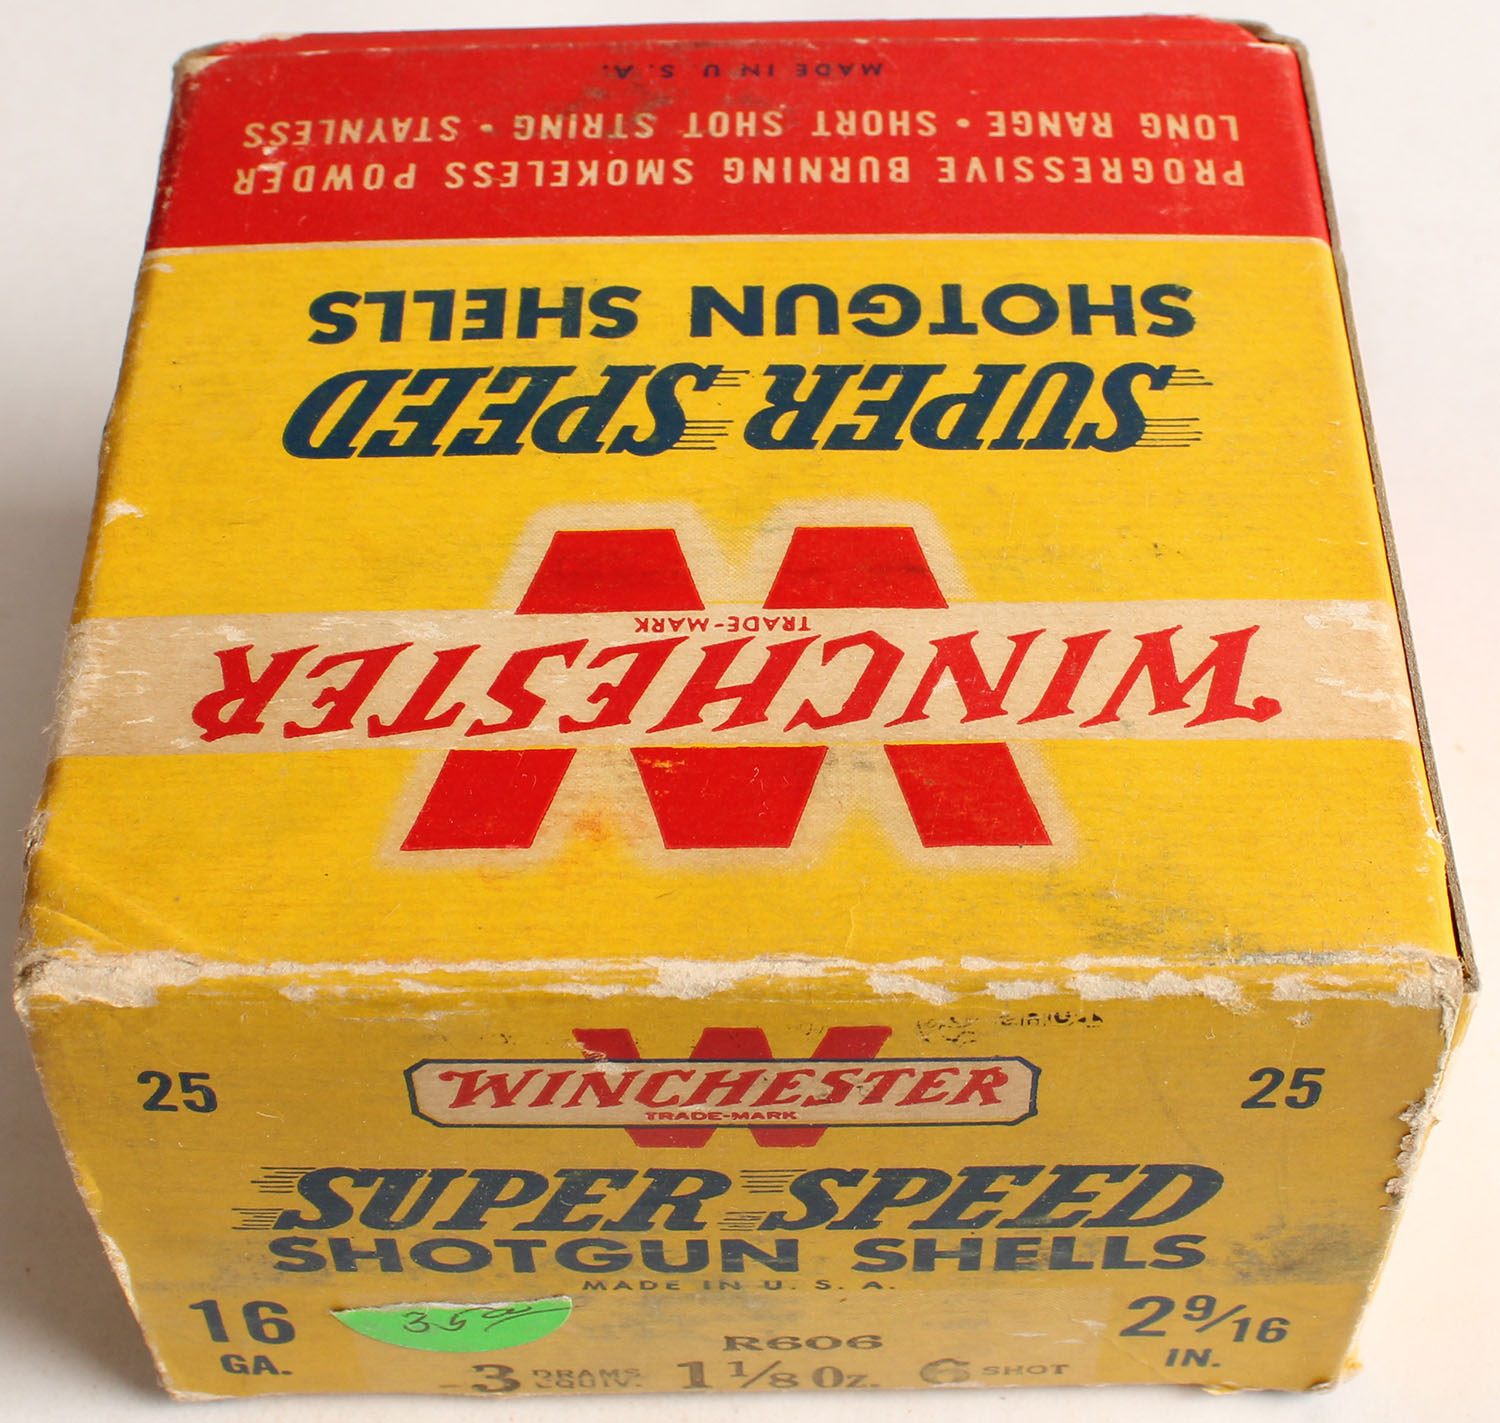 WINCHESTER
TRADE-MARK
SUPER SPEED
SHOTGUN SHELLS
PROGRESSIVE BURNING SMOKELESS POWDER
LONG RANGE • SHORT SHOT STRING • STAYNLESS
MADE IN U. S. A.
25 WINCHESTER 25
TRADE-MARK
SUPER SPEED
SHOTGUN SHELLS
MADE IN U. S. A.
16 GA. 2 9/16 IN.
35 00
R606
3 DRAMS EQUIV. 1 1/8 Oz. 6 SHOT